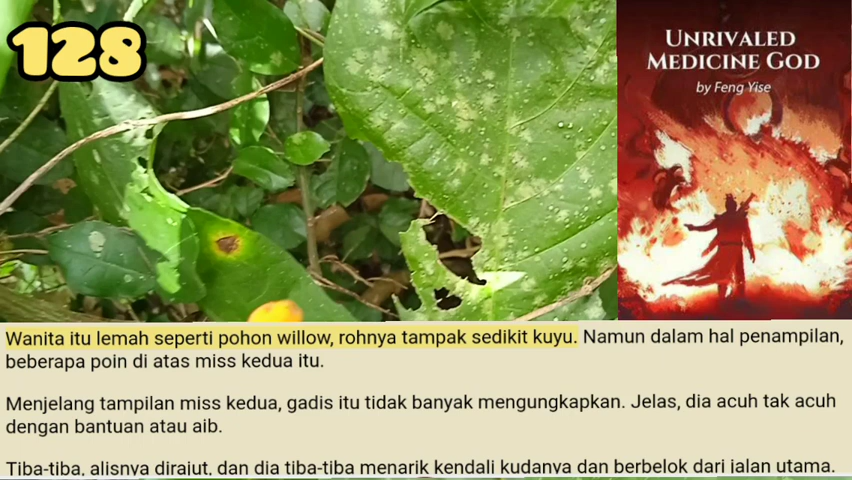 128
UNRIVALED
MEDICINE GOD
by Feng Yise
Wanita itu lemah seperti pohon willow, rohnya tampak sedikit kuyu. Namun dalam hal penampilan,
beberapa poin di atas miss kedua itu.
Menjelang tampilan miss kedua, gadis itu tidak banyak mengungkapkan. Jelas, dia acuh tak acuh
dengan bantuan atau aib.
Tiba-tiba, alisnya dirajut, dan dia tiba-tiba menarik kendali kudanya dan berbelok dari jalan utama.